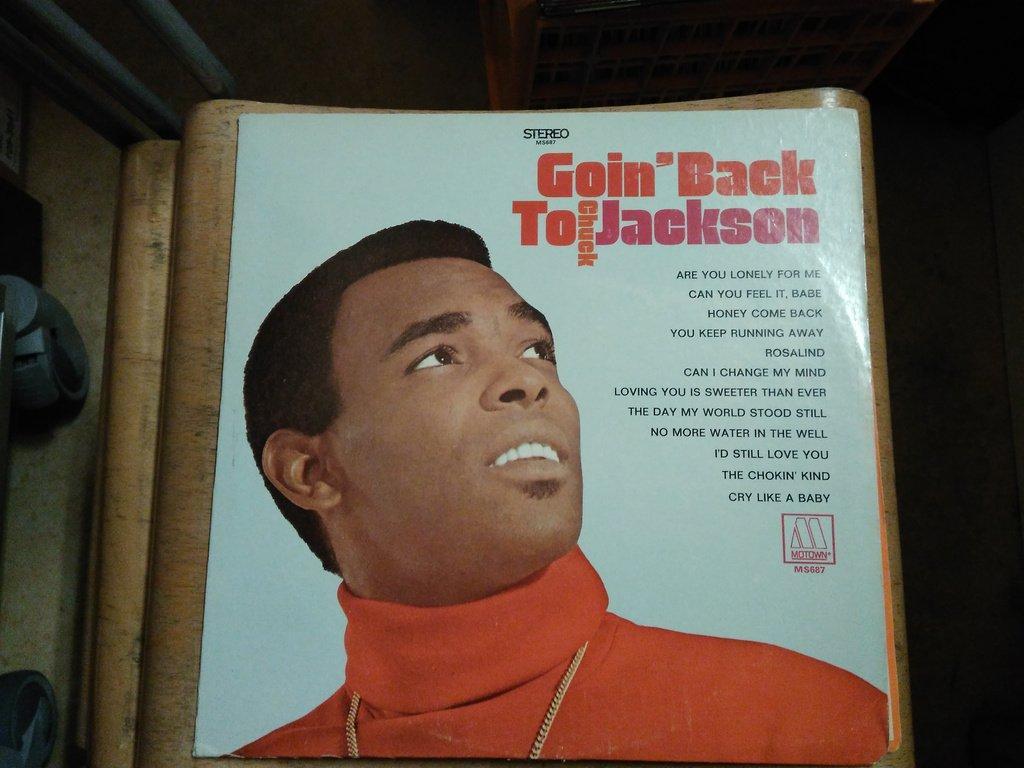 STEREO
MS687
Goin' Back
To Chuck Jackson
ARE YOU LONELY FOR ME
CAN YOU FEEL IT, BABE
HONEY COME BACK
YOU KEEP RUNNING AWAY
ROSALIND
CAN I CHANGE MY MIND
LOVING YOU IS SWEETER THAN EVER
THE DAY MY WORLD STOOD STILL
NO MORE WATER IN THE WELL
I'D STILL LOVE YOU
THE CHOKIN' KIND
CRY LIKE A BABY
M
MOTOWN®
MS687